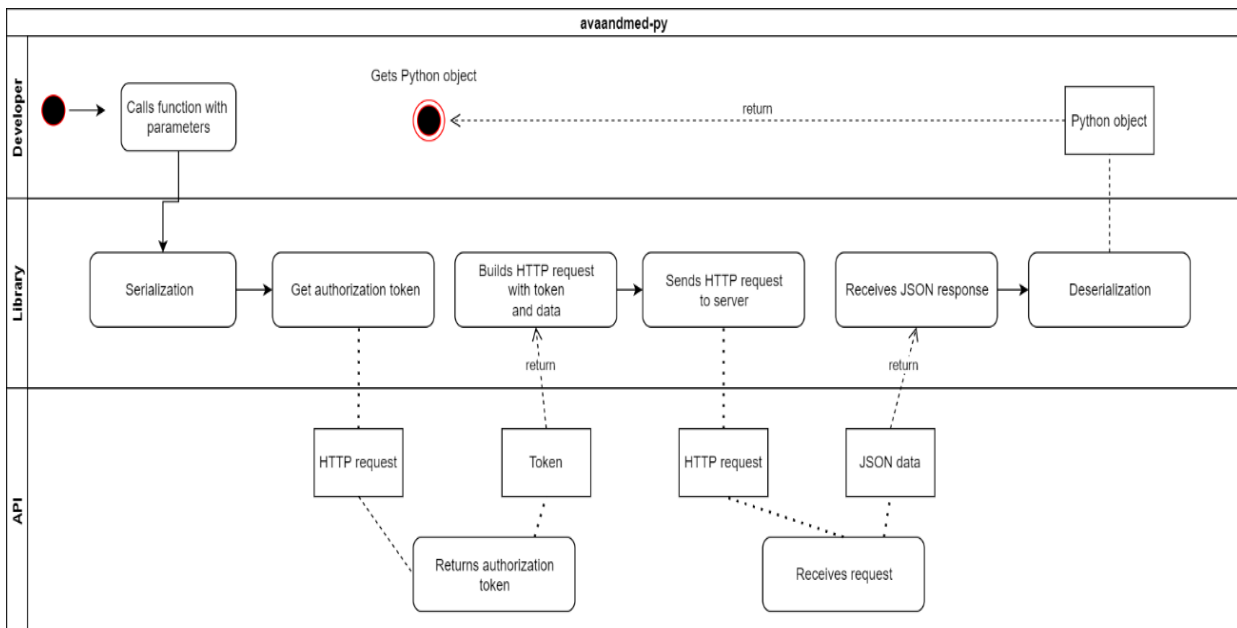 avaandmed-py
Developer
Calls function with
parameters
Gets Python object
return
Python object
Library
Serialization
Get authorization token
Builds HTTP request
with token
and data
Sends HTTP request
to server
Receives JSON response
Deserialization
return
return
API
HTTP request
Token
HTTP request
JSON data
Returns authorization
token
Receives request